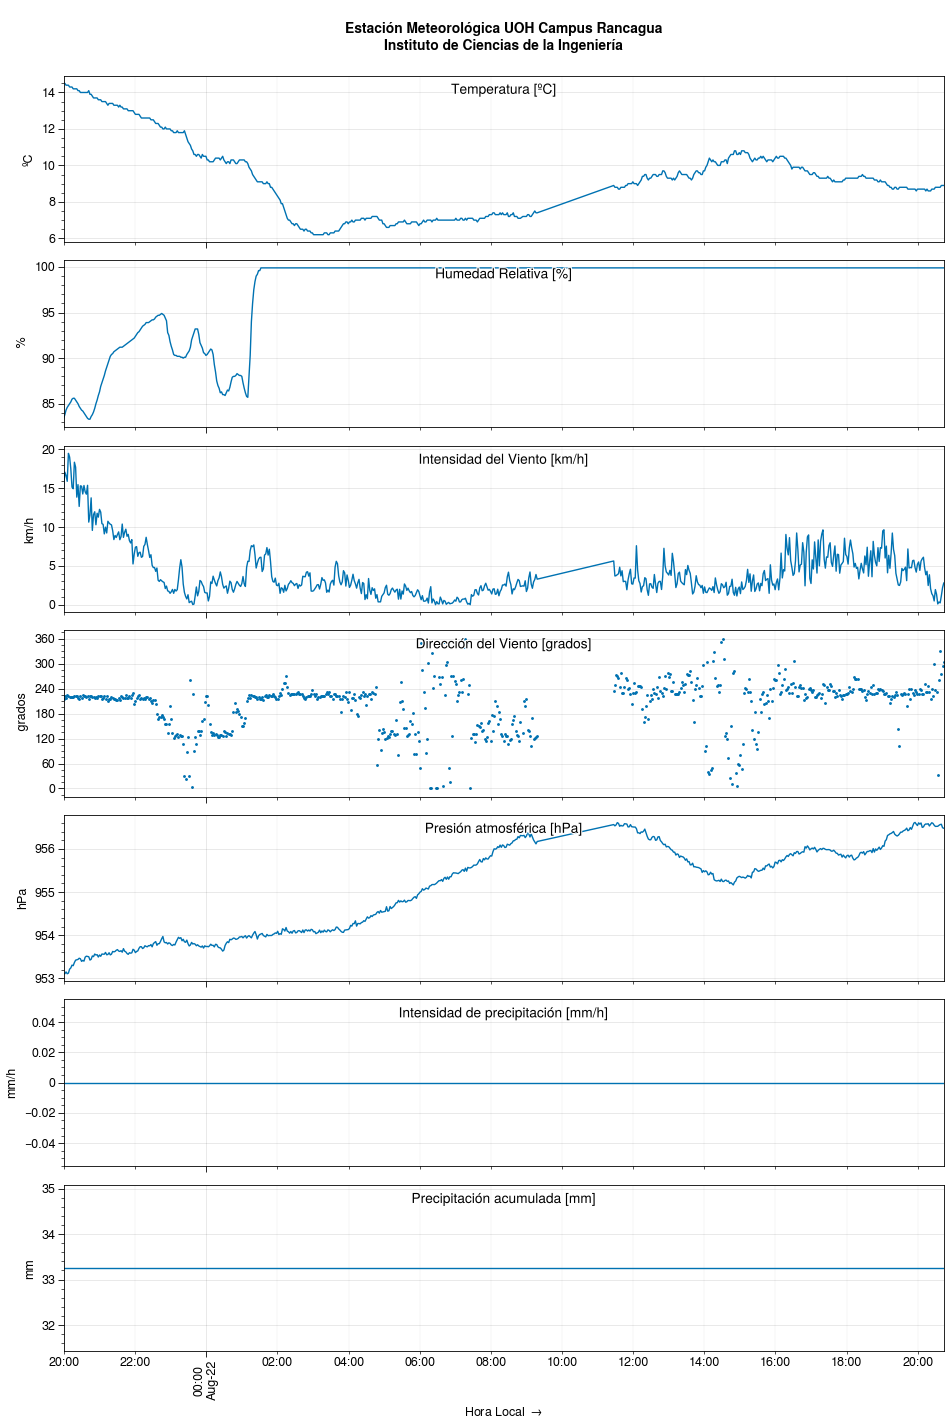 Estación Meteorológica UOH Campus Rancagua
Instituto de Ciencias de la Ingeniería
Temperatura [ºC]
ºC
14
12
10
8
6
Humedad Relativa [%]
%
100
95
90
85
Intensidad del Viento [km/h]
km/h
20
15
10
5
0
Dirección del Viento [grados]
grados
360
300
240
180
120
60
0
Presión atmosférica [hPa]
hPa
956
955
954
953
Intensidad de precipitación [mm/h]
mm/h
0.04
0.02
0
−0.02
−0.04
Precipitación acumulada [mm]
mm
35
34
33
32
20:00 22:00 00:00 02:00 04:00 06:00 08:00 10:00 12:00 14:00 16:00 18:00 20:00
Aug-22
Hora Local →